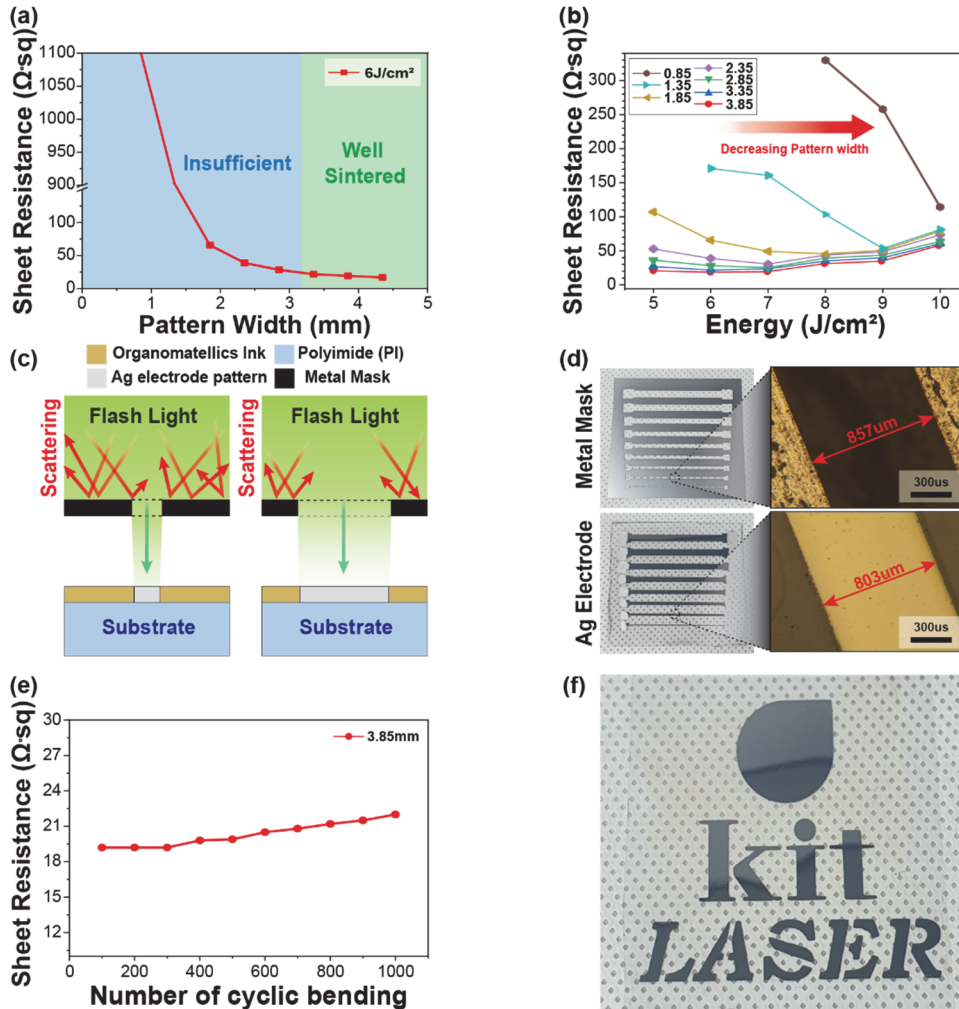 (a)
Sheet Resistance (Ω·sq)
1100
1050
1000
950
900
100
50
0
6J/cm²
Insufficient
Well
Sintered
0 1 2 3 4 5
Pattern Width (mm)
(b)
Sheet Resistance (Ω·sq)
300
250
200
150
100
50
0
0.85
1.35
1.85
2.35
2.85
3.35
3.85
Decreasing Pattern width
5 6 7 8 9 10
Energy (J/cm²)
(c)
Organomatellics Ink
Polyimide (PI)
Ag electrode pattern
Metal Mask
Scattering
Flash Light
Substrate
Scattering
Flash Light
Substrate
(d)
Metal Mask
857um
300us
Ag Electrode
803um
300us
(e)
Sheet Resistance (Ω·sq)
30
27
24
21
18
15
12
3.85mm
0 200 400 600 800 1000
Number of cyclic bending
(f)
kit
LASER